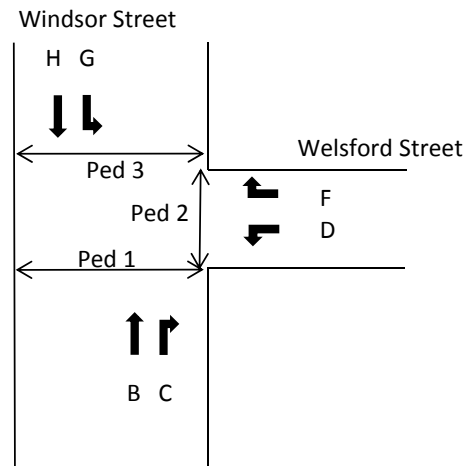 Windsor Street
H G
Welsford Street
Ped 3
F
Ped 2
D
Ped 1
B C